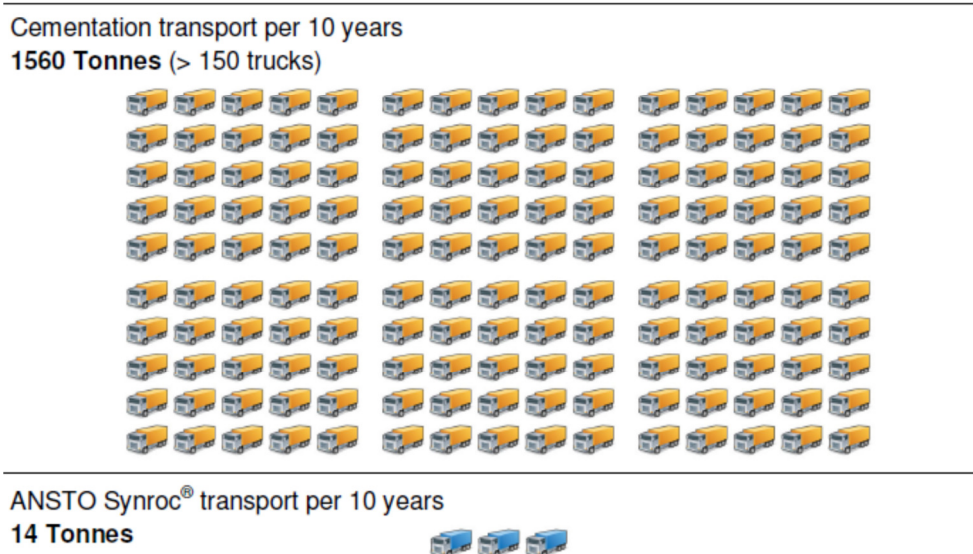 Cementation transport per 10 years
1560 Tonnes (> 150 trucks)
ANSTO Synroc® transport per 10 years
14 Tonnes